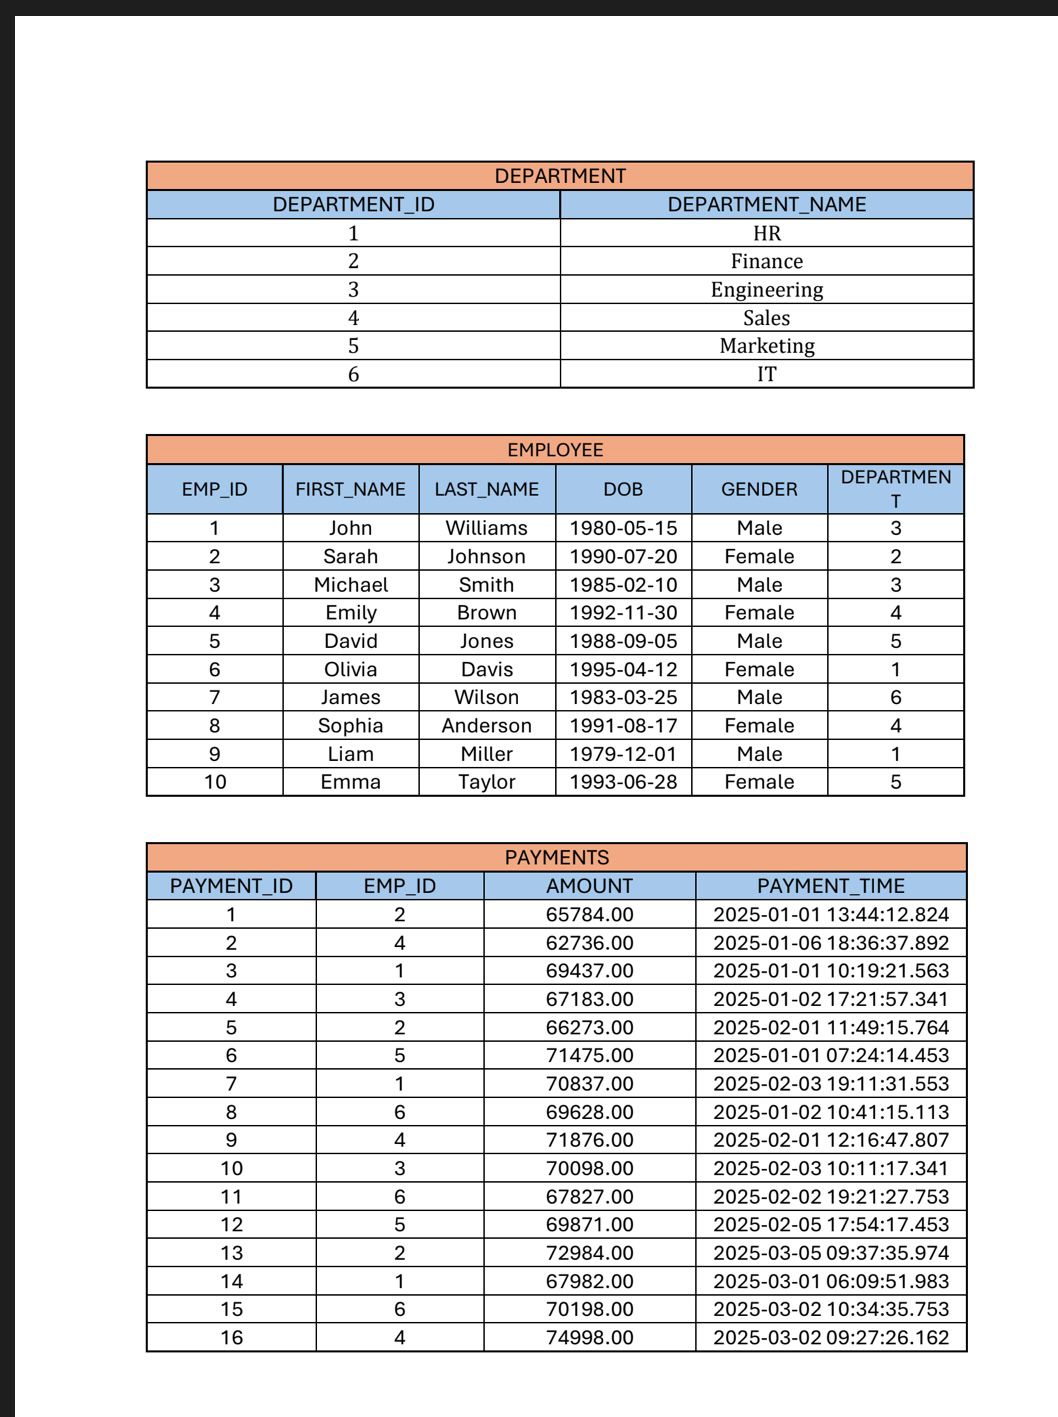 DEPARTMENT
DEPARTMENT_ID DEPARTMENT_NAME
1 HR
2 Finance
3 Engineering
4 Sales
5 Marketing
6 IT
EMPLOYEE
EMP_ID FIRST_NAME LAST_NAME DOB GENDER DEPARTMEN
T
1 John Williams 1980-05-15 Male 3
2 Sarah Johnson 1990-07-20 Female 2
3 Michael Smith 1985-02-10 Male 3
4 Emily Brown 1992-11-30 Female 4
5 David Jones 1988-09-05 Male 5
6 Olivia Davis 1995-04-12 Female 1
7 James Wilson 1983-03-25 Male 6
8 Sophia Anderson 1991-08-17 Female 4
9 Liam Miller 1979-12-01 Male 1
10 Emma Taylor 1993-06-28 Female 5
PAYMENTS
PAYMENT_ID EMP_ID AMOUNT PAYMENT_TIME
1 2 65784.00 2025-01-01 13:44:12.824
2 4 62736.00 2025-01-06 18:36:37.892
3 1 69437.00 2025-01-01 10:19:21.563
4 3 67183.00 2025-01-02 17:21:57.341
5 2 66273.00 2025-02-01 11:49:15.764
6 5 71475.00 2025-01-01 07:24:14.453
7 1 70837.00 2025-02-03 19:11:31.553
8 6 69628.00 2025-01-02 10:41:15.113
9 4 71876.00 2025-02-01 12:16:47.807
10 3 70098.00 2025-02-03 10:11:17.341
11 6 67827.00 2025-02-02 19:21:27.753
12 5 69871.00 2025-02-05 17:54:17.453
13 2 72984.00 2025-03-05 09:37:35.974
14 1 67982.00 2025-03-01 06:09:51.983
15 6 70198.00 2025-03-02 10:34:35.753
16 4 74998.00 2025-03-02 09:27:26.162